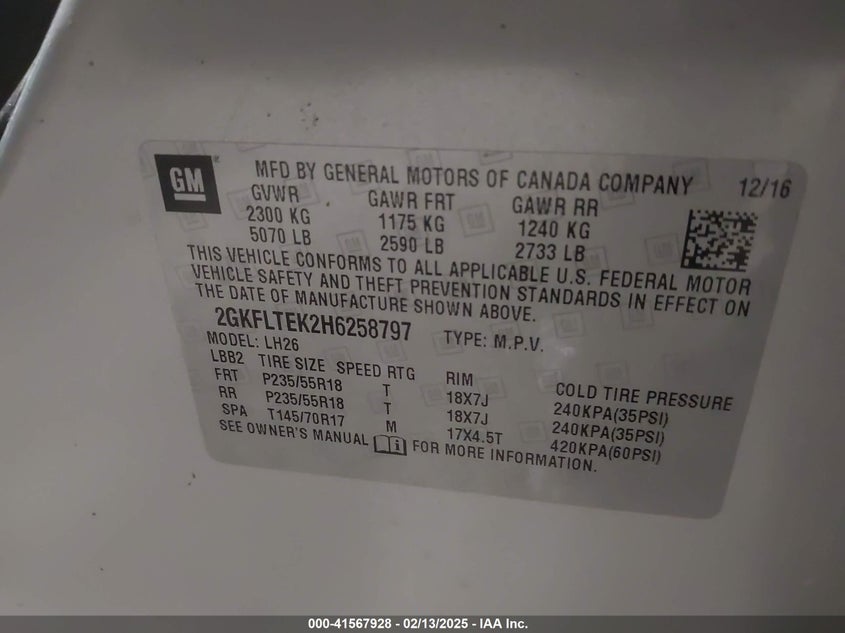 GM
MFD BY GENERAL MOTORS OF CANADA COMPANY 12/16
GVWR GAWR FRT GAWR RR
2300 KG 1175 KG 1240 KG
5070 LB 2590 LB 2733 LB
THIS VEHICLE CONFORMS TO ALL APPLICABLE U.S. FEDERAL MOTOR
VEHICLE SAFETY AND THEFT PREVENTION STANDARDS IN EFFECT ON
THE DATE OF MANUFACTURE SHOWN ABOVE.
2GKFLTEK2H6258797 TYPE: M.P.V.
MODEL: LH26
LBB2 TIRE SIZE SPEED RTG RIM COLD TIRE PRESSURE
FRT P235/55R18 T 18X7J 240KPA(35PSI)
RR P235/55R18 T 18X7J 240KPA(35PSI)
SPA T145/70R17 M 17X4.5T 420KPA(60PSI)
SEE OWNER'S MANUAL FOR MORE INFORMATION.
000-41567928 - 02/13/2025 - IAA Inc.